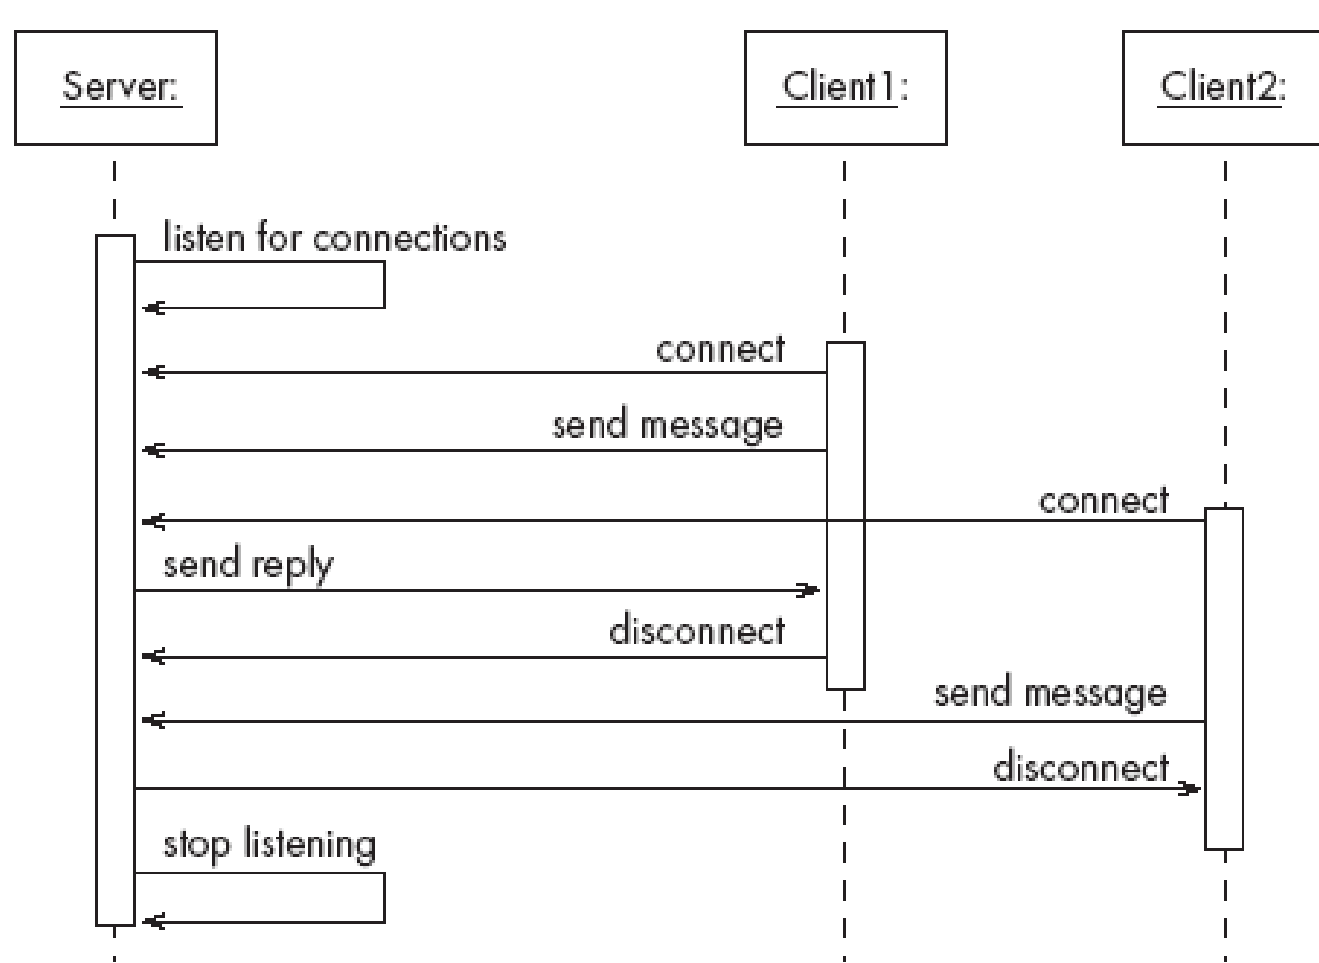 Server:
Client1:
Client2:
listen for connections
connect
send message
connect
send reply
disconnect
send message
disconnect
stop listening